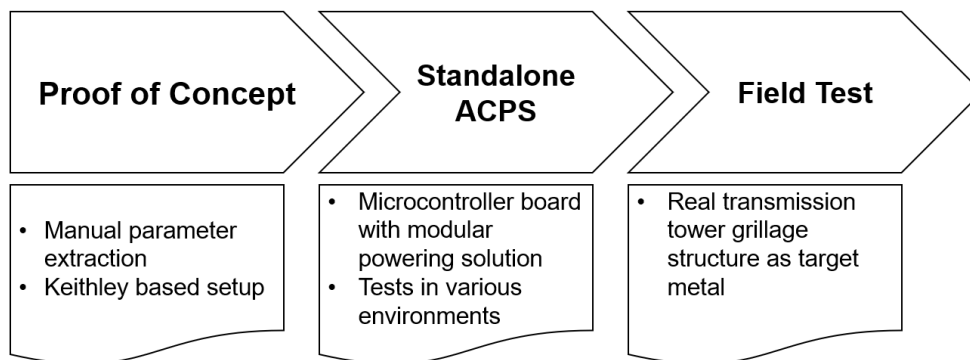 Proof of Concept
Standalone
ACPS
Field Test
• Manual parameter
extraction
• Keithley based setup
• Microcontroller board
with modular
powering solution
• Tests in various
environments
• Real transmission
tower grillage
structure as target
metal